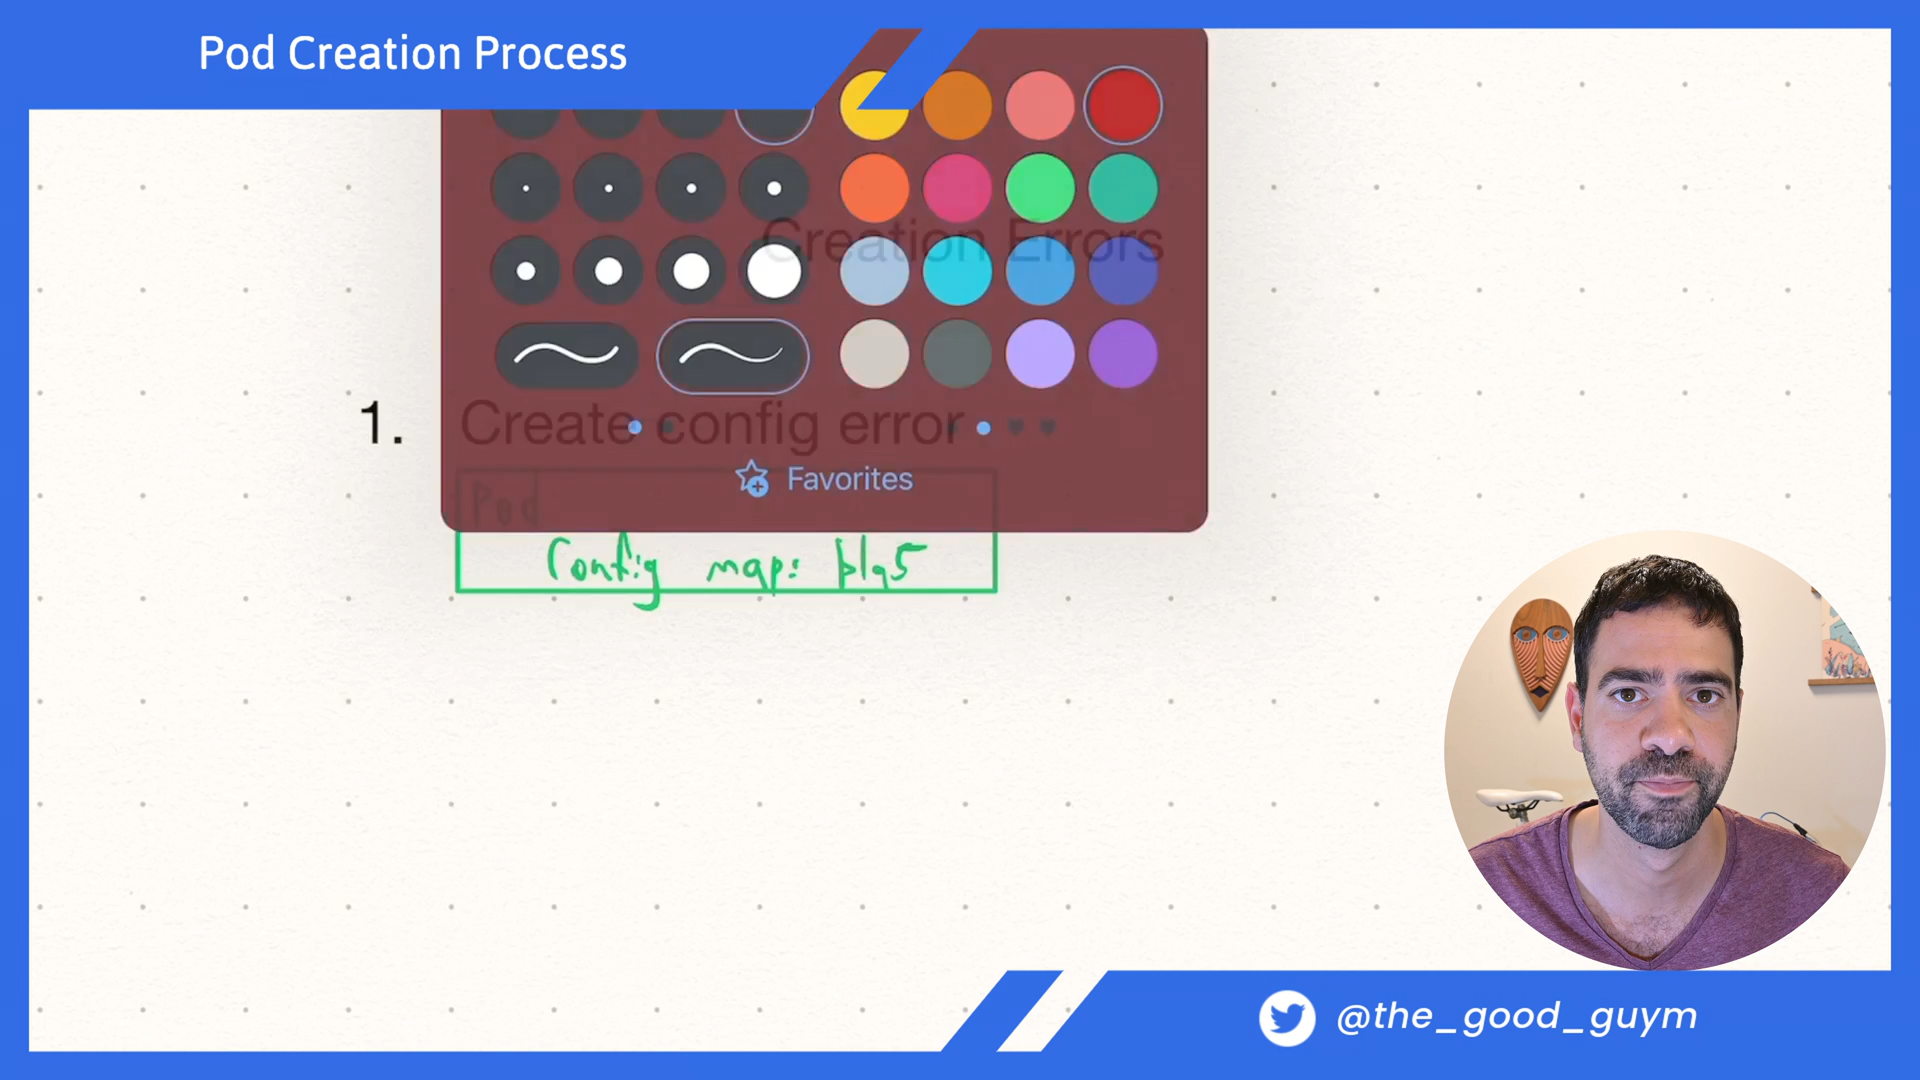 Pod Creation Process
Creation Errors
1. Create config error
Favorites
Pod
Config map: blq5
@the_good_guym